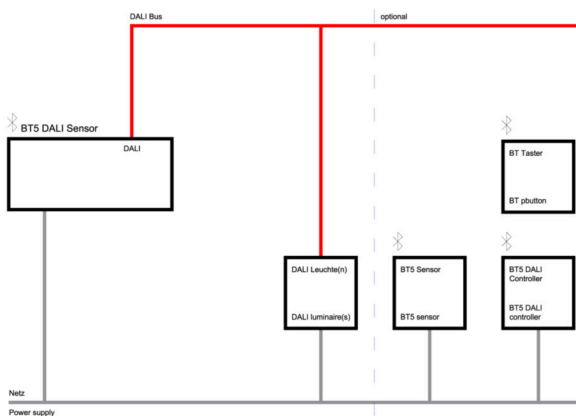 DALI Bus
optional
BT5 DALI Sensor
DALI
BT Taster
BT pbutton
DALI Leuchte(n)
DALI luminaire(s)
BT5 Sensor
BT5 sensor
BT5 DALI
Controller
BT5 DALI
controller
Netz
Power supply